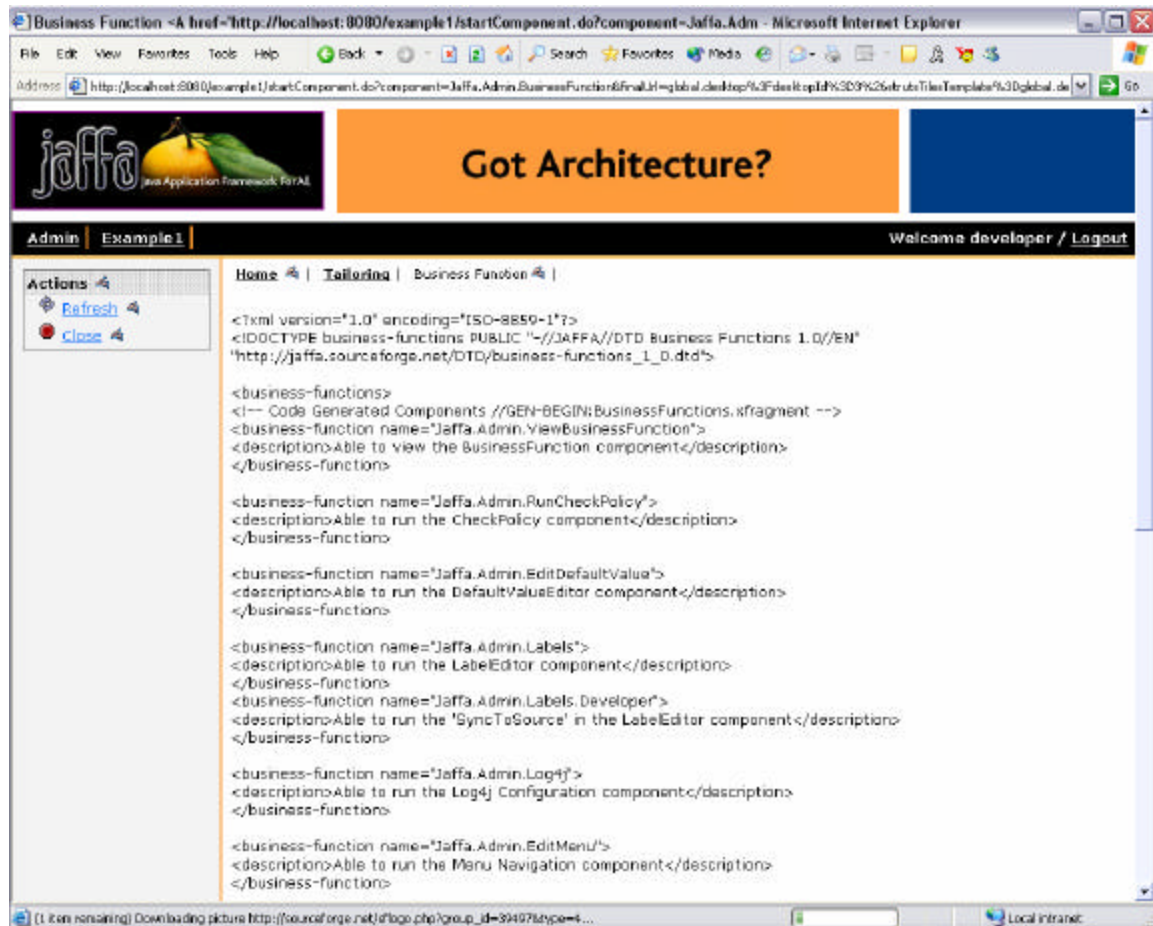 Business Function <A href="http://localhost:8080/example1/startComponent.do?component=Jaffa.Adm - Microsoft Internet Explorer
File Edit View Favorites Tools Help Back Search Favorites Media
Address http://localhost:8080/example1/startComponent.do?component=Jaffa.Admin.BusinessFunction&finalUrl=global.desktop%3FdesktopId%3D3%26strutsTilesTemplate%3Dglobal.de Go
jaffa
Java Application Framework For All
Got Architecture?
Admin Example1 Welcome developer / Logout
Actions
Refresh
Close
Home | Tailoring | Business Function |
<?xml version="1.0" encoding="ISO-8859-1"?>
<!DOCTYPE business-functions PUBLIC "-//JAFFA//DTD Business Functions 1.0//EN"
"http://jaffa.sourceforge.net/DTD/business-functions_1_0.dtd">
<business-functions>
<!-- Code Generated Components //GEN-BEGIN:BusinessFunctions.xfragment -->
<business-function name="Jaffa.Admin.ViewBusinessFunction">
<description>Able to view the BusinessFunction component</description>
</business-function>
<business-function name="Jaffa.Admin.RunCheckPolicy">
<description>Able to run the CheckPolicy component</description>
</business-function>
<business-function name="Jaffa.Admin.EditDefaultValue">
<description>Able to run the DefaultValueEditor component</description>
</business-function>
<business-function name="Jaffa.Admin.Labels">
<description>Able to run the LabelEditor component</description>
</business-function>
<business-function name="Jaffa.Admin.Labels.Developer">
<description>Able to run the 'SyncToSource' in the LabelEditor component</description>
</business-function>
<business-function name="Jaffa.Admin.Log4j">
<description>Able to run the Log4j Configuration component</description>
</business-function>
<business-function name="Jaffa.Admin.EditMenu">
<description>Able to run the Menu Navigation component</description>
</business-function>
(1 item remaining) Downloading picture http://sourceforge.net/sflogo.php?group_id=39497&type=4... Local intranet